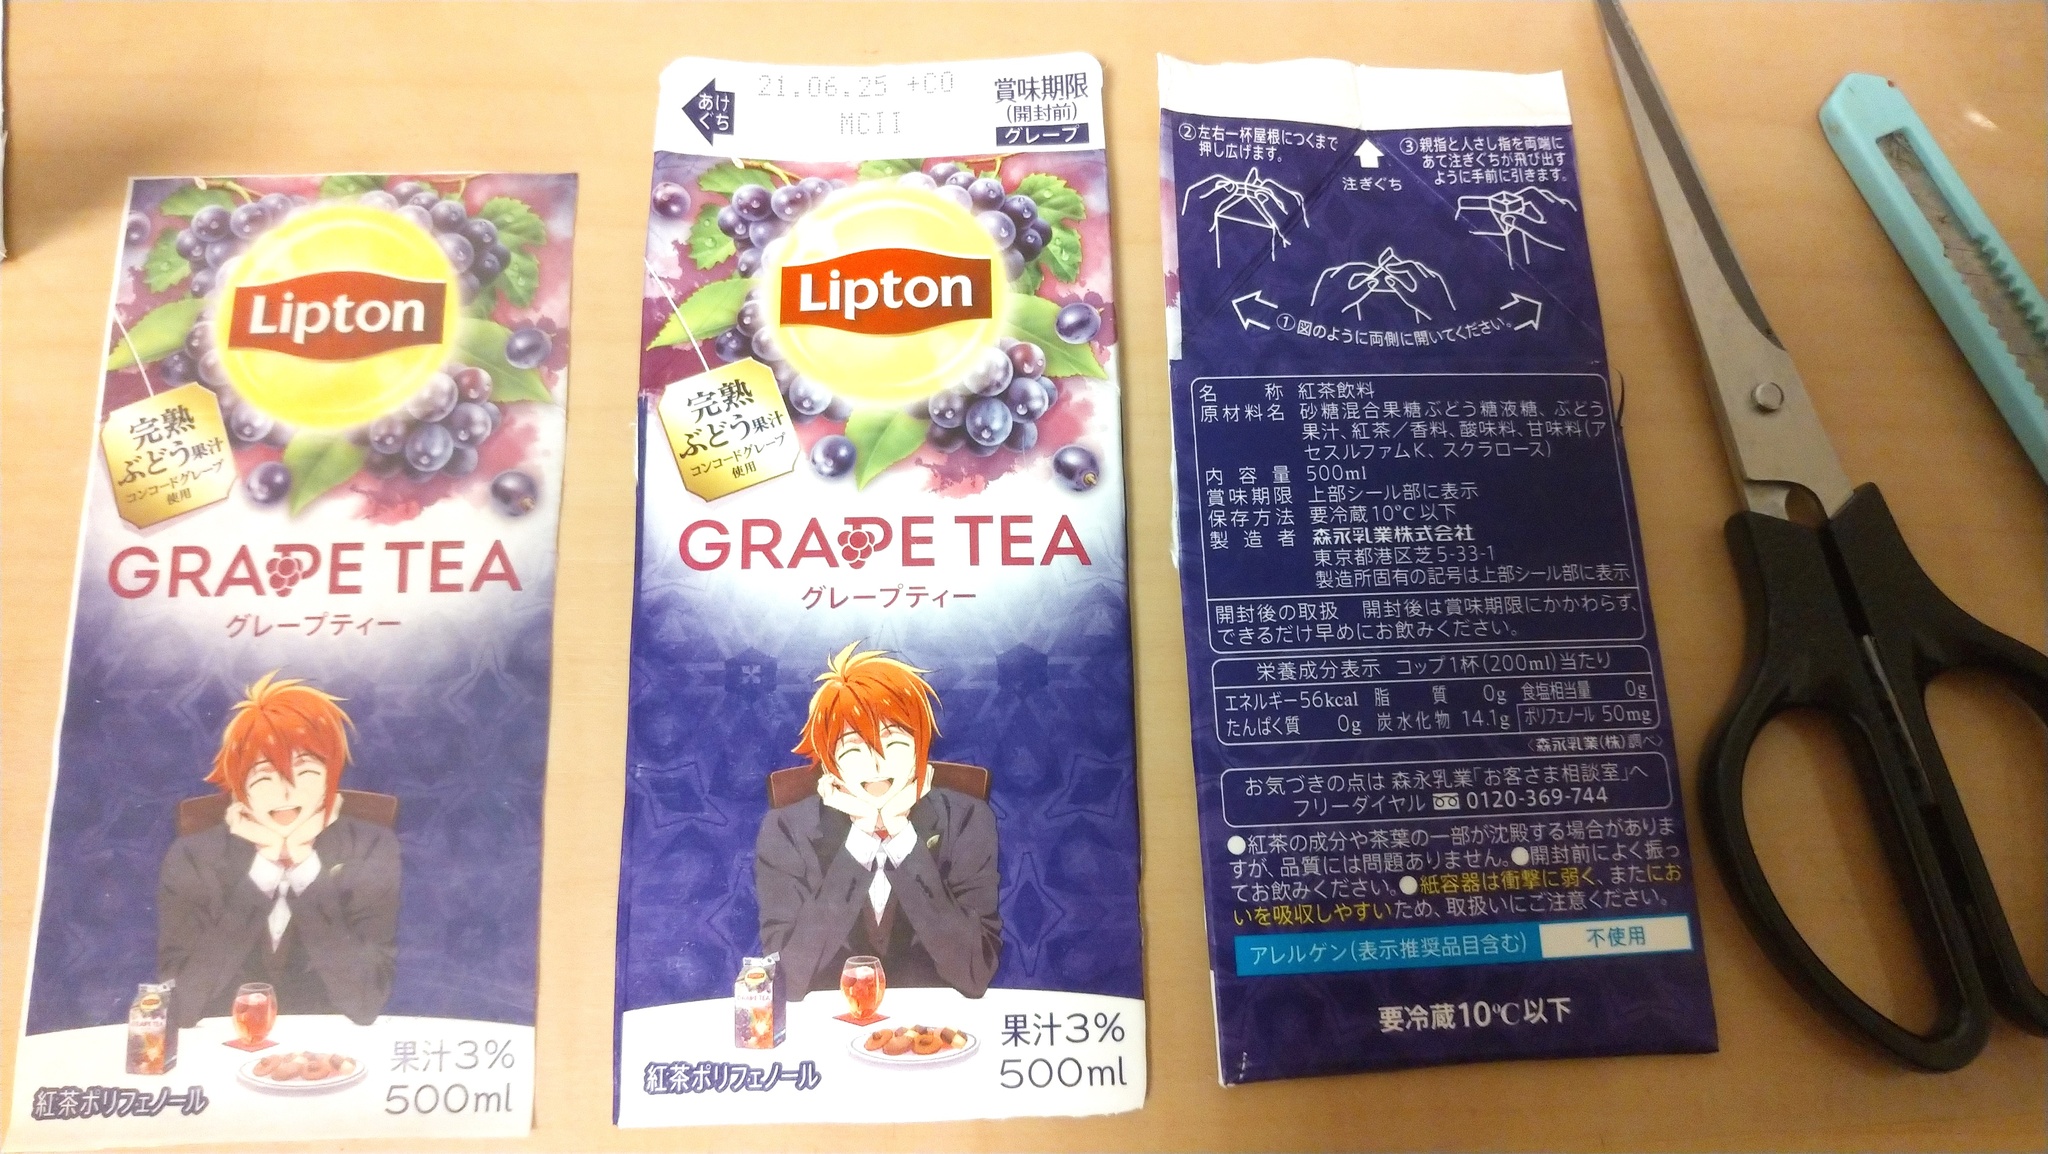 Lipton
完熟
ぶどう果汁
コンコードグレープ
使用
GRAPE TEA
グレープティー
果汁3%
500ml
紅茶ポリフェノール
あけ
ぐち
21.06.25 +C0
MCII
賞味期限
(開封前)
グレープ
Lipton
完熟
ぶどう果汁
コンコードグレープ
使用
GRAPE TEA
グレープティー
果汁3%
500ml
紅茶ポリフェノール
②左右一杯屋根につくまで
押し広げます。
注ぎぐち
③親指と人さし指を両端に
あて注ぎぐちが飛び出す
ように手前に引きます。
①図のように両側に開いてください。
名称 紅茶飲料
原材料名 砂糖混合果糖ぶどう糖液糖、ぶどう
果汁、紅茶/香料、酸味料、甘味料(ア
セスルファムK、スクラロース)
内容量 500ml
賞味期限 上部シール部に表示
保存方法 要冷蔵10℃以下
製造者 森永乳業株式会社
東京都港区芝5-33-1
製造所固有の記号は上部シール部に表示
開封後の取扱 開封後は賞味期限にかかわらず、
できるだけ早めにお飲みください。
栄養成分表示 コップ1杯(200ml)当たり
エネルギー56kcal 脂質 0g 食塩相当量 0g
たんぱく質 0g 炭水化物 14.1g ポリフェノール 50mg
〈森永乳業(株)調べ〉
お気づきの点は 森永乳業「お客さま相談室」へ
フリーダイヤル 0120-369-744
●紅茶の成分や茶葉の一部が沈殿する場合がありま
すが、品質には問題ありません。●開封前によく振っ
てお飲みください。●紙容器は衝撃に弱く、またにお
いを吸収しやすいため、取扱いにご注意ください。
アレルゲン(表示推奨品目含む) 不使用
要冷蔵10℃以下